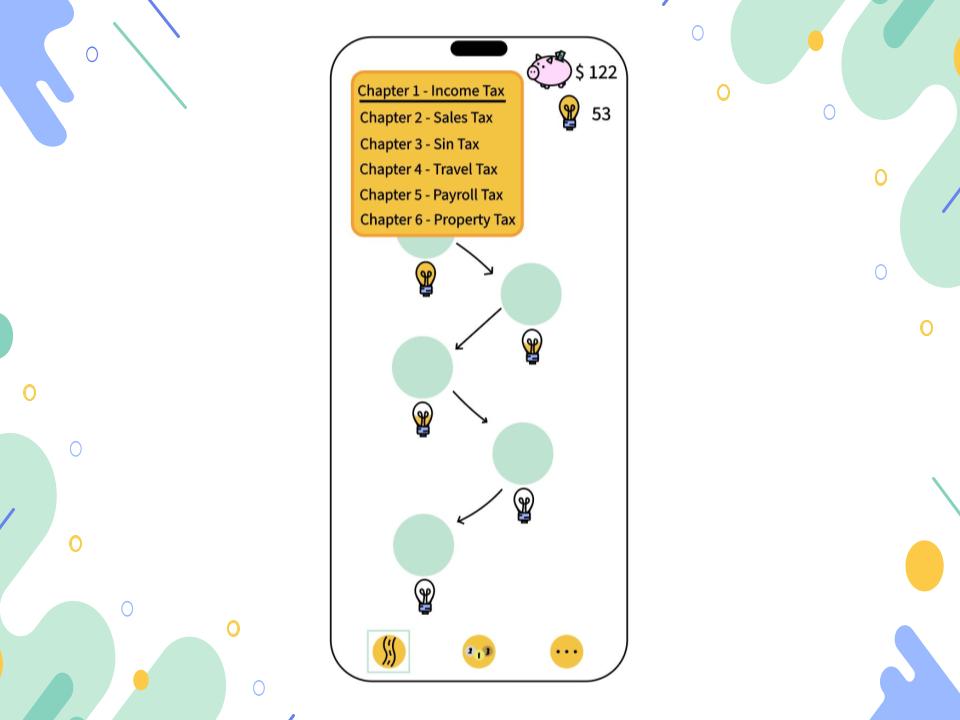 Chapter 1 - Income Tax
Chapter 2 - Sales Tax
Chapter 3 - Sin Tax
Chapter 4 - Travel Tax
Chapter 5 - Payroll Tax
Chapter 6 - Property Tax
$ 122
53